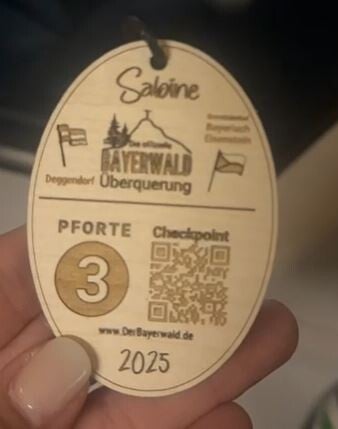 Sabine
Die offizielle
BAYERWALD
Überquerung
Deggendorf
Bayerisch
Eisenstein
PFORTE
3
Checkpoint
www.DerBayerwald.de
2025